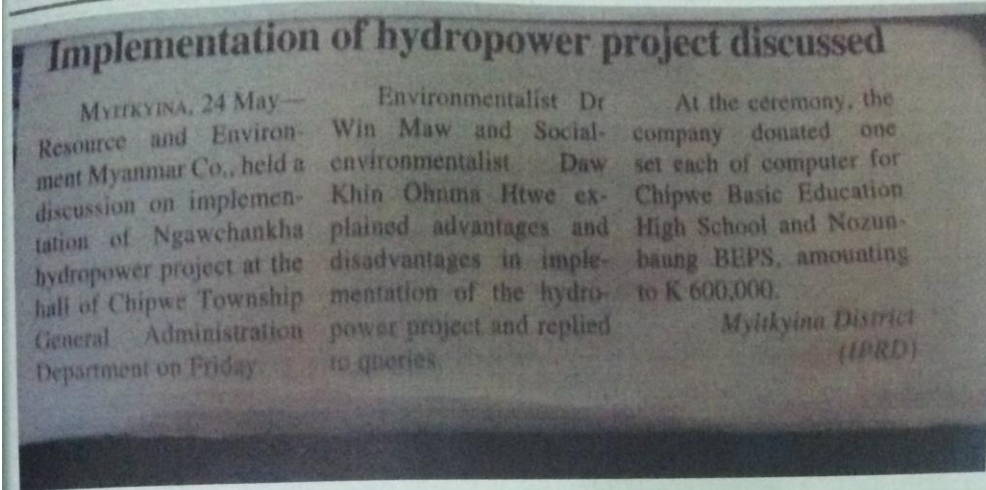 Implementation of hydropower project discussed
MYITKYINA, 24 May—
Resource and Environ-
ment Myanmar Co., held a
discussion on implemen-
tation of Ngawchankha
hydropower project at the
hall of Chipwe Township
General Administration
Department on Friday.
Environmentalist Dr
Win Maw and Social-
environmentalist Daw
Khin Ohnma Htwe ex-
plained advantages and
disadvantages in imple-
mentation of the hydro-
power project and replied
to queries.
At the ceremony, the
company donated one
set each of computer for
Chipwe Basic Education
High School and Nozun-
baung BEPS, amounting
to K 600,000.
Myitkyina District
(IPRD)